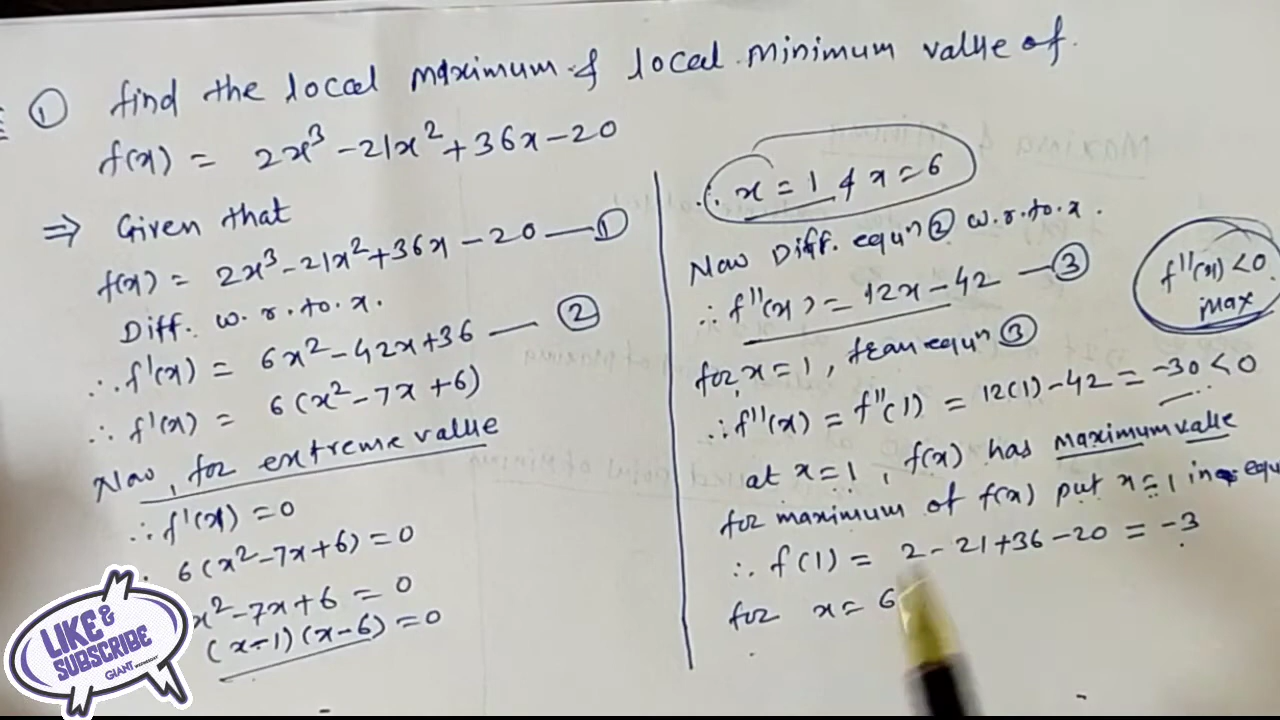 ① find the local maximum & local minimum value of.
f(x) = 2x³ - 21x² + 36x - 20
⇒ Given that
f(x) = 2x³ - 21x² + 36x - 20 — ①
Diff. w.r.to.x.
∴ f'(x) = 6x² - 42x + 36 — ②
∴ f'(x) = 6(x² - 7x + 6)
Now, for extreme value
∴ f'(x) = 0
6(x² - 7x + 6) = 0
x² - 7x + 6 = 0
(x-1)(x-6) = 0
∴ x = 1 & x = 6
Now Diff. equⁿ ② w.r.to.x.
∴ f''(x) = 12x - 42 — ③
for x = 1, from equⁿ ③
∴ f''(x) = f''(1) = 12(1) - 42 = -30 < 0
at x = 1, f(x) has maximum value
for maximum of f(x) put x = 1 in equ
∴ f(1) = 2 - 21 + 36 - 20 = -3
for x = 6
f''(x) < 0
max
LIKE &
SUBSCRIBE
GIANT WEDNESDAY